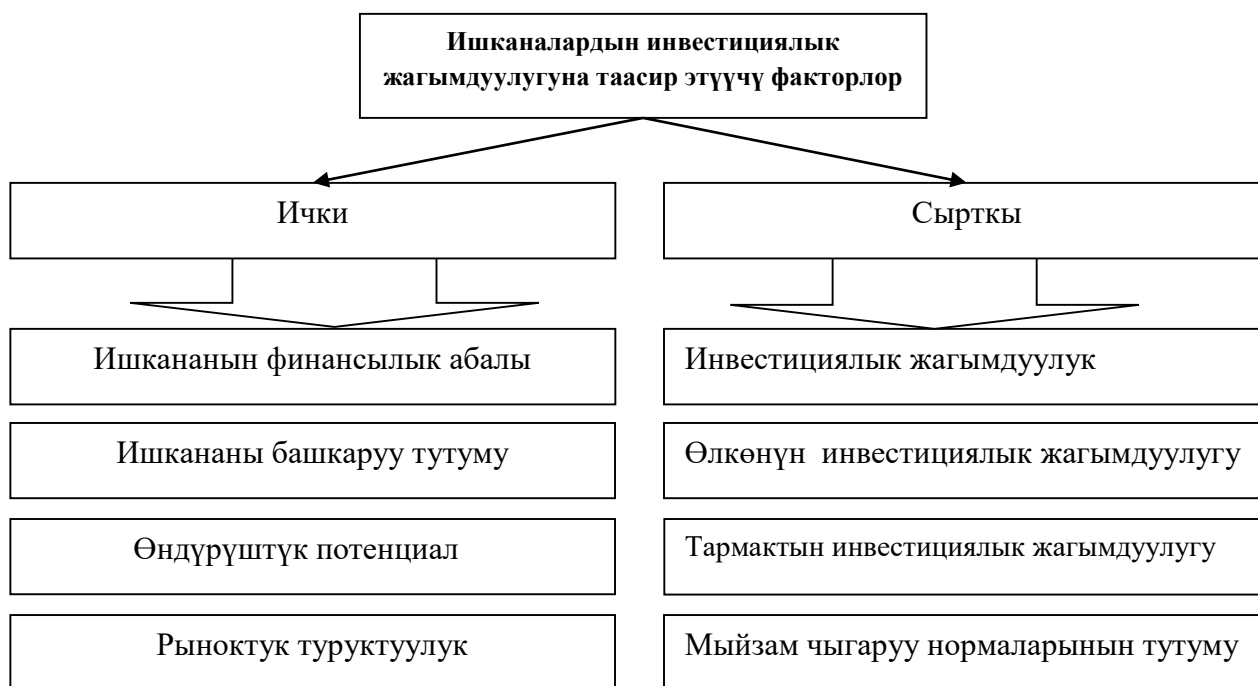 Ишканалардын инвестициялык
жагымдуулугуна таасир этүүчү факторлор
Ички
Сырткы
Ишкананын финансылык абалы
Инвестициялык жагымдуулук
Ишкананы башкаруу тутуму
Өлкөнүн инвестициялык жагымдуулугу
Өндүрүштүк потенциал
Тармактын инвестициялык жагымдуулугу
Рыноктук туруктуулук
Мыйзам чыгаруу нормаларынын тутуму